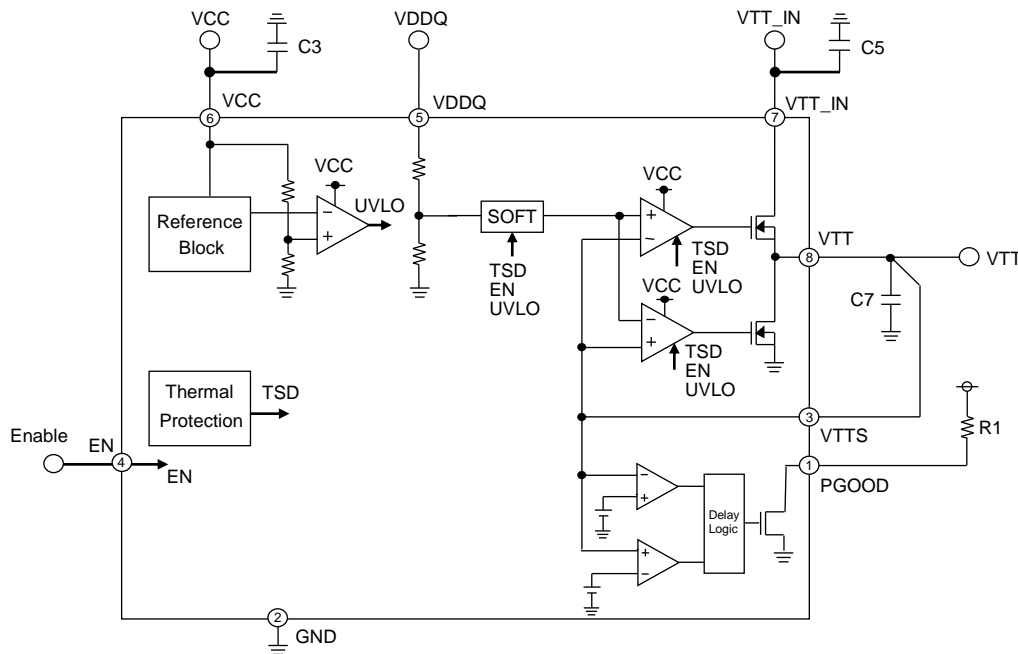 VCC
VDDQ
VTT_IN
C3
C5
VCC
VDDQ
VTT_IN
6
5
7
VCC
VCC
UVLO
Reference
Block
−
+
SOFT
+
−
TSD
EN
UVLO
TSD
EN
UVLO
VTT
8
VTT
VCC
C7
−
+
TSD
EN
UVLO
Thermal
Protection
TSD
3
VTTS
R1
Enable
EN
4
EN
1
PGOOD
−
+
Delay
Logic
+
−
2
GND